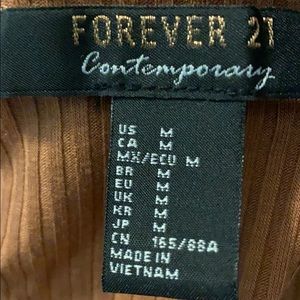 FOREVER 21
Contemporary
US M
CA M
MX/ECU M
BR M
EU M
UK M
KR M
JP M
CN 165/88A
MADE IN
VIETNAM